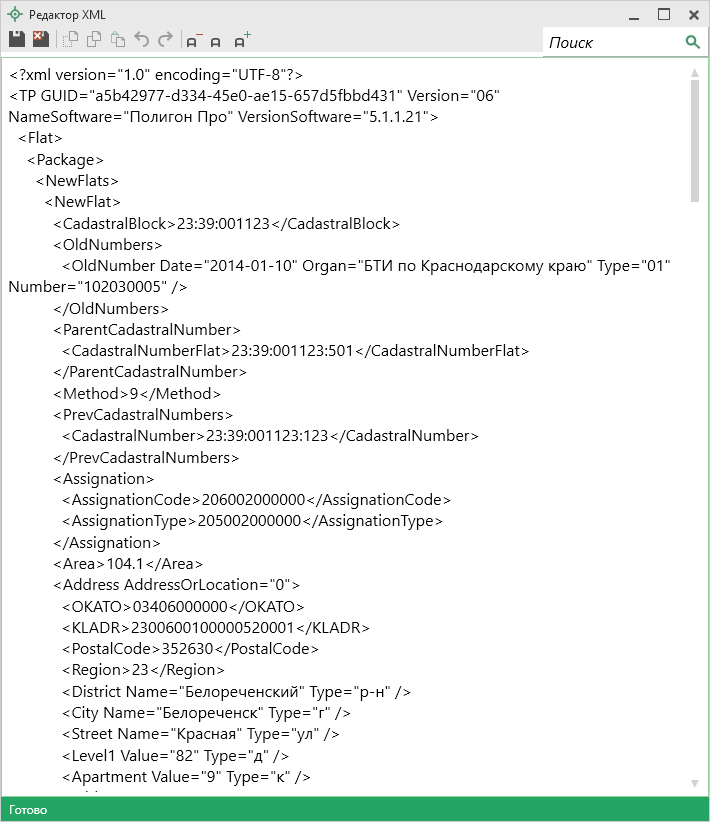 Редактор XML
Поиск
<?xml version="1.0" encoding="UTF-8"?>
<TP GUID="a5b42977-d334-45e0-ae15-657d5fbbd431" Version="06"
NameSoftware="Полигон Про" VersionSoftware="5.1.1.21">
<Flat>
<Package>
<NewFlats>
<NewFlat>
<CadastralBlock>23:39:001123</CadastralBlock>
<OldNumbers>
<OldNumber Date="2014-01-10" Organ="БТИ по Краснодарскому краю" Type="01"
Number="102030005" />
</OldNumbers>
<ParentCadastralNumber>
<CadastralNumberFlat>23:39:001123:501</CadastralNumberFlat>
</ParentCadastralNumber>
<Method>9</Method>
<PrevCadastralNumbers>
<CadastralNumber>23:39:001123:123</CadastralNumber>
</PrevCadastralNumbers>
<Assignation>
<AssignationCode>206002000000</AssignationCode>
<AssignationType>205002000000</AssignationType>
</Assignation>
<Area>104.1</Area>
<Address AddressOrLocation="0">
<OKATO>03406000000</OKATO>
<KLADR>2300600100000520001</KLADR>
<PostalCode>352630</PostalCode>
<Region>23</Region>
<District Name="Белореченский" Type="р-н" />
<City Name="Белореченск" Type="г" />
<Street Name="Красная" Type="ул" />
<Level1 Value="82" Type="д" />
<Apartment Value="9" Type="к" />
Готово